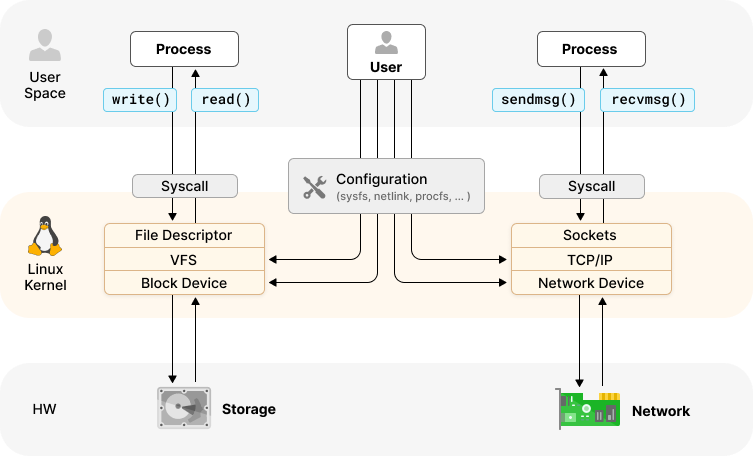 User
Space
Process
User
Process
write()
read()
sendmsg()
recvmsg()
Syscall
Configuration
(sysfs, netlink, procfs, ... )
Syscall
Linux
Kernel
File Descriptor
VFS
Block Device
Sockets
TCP/IP
Network Device
HW
Storage
Network